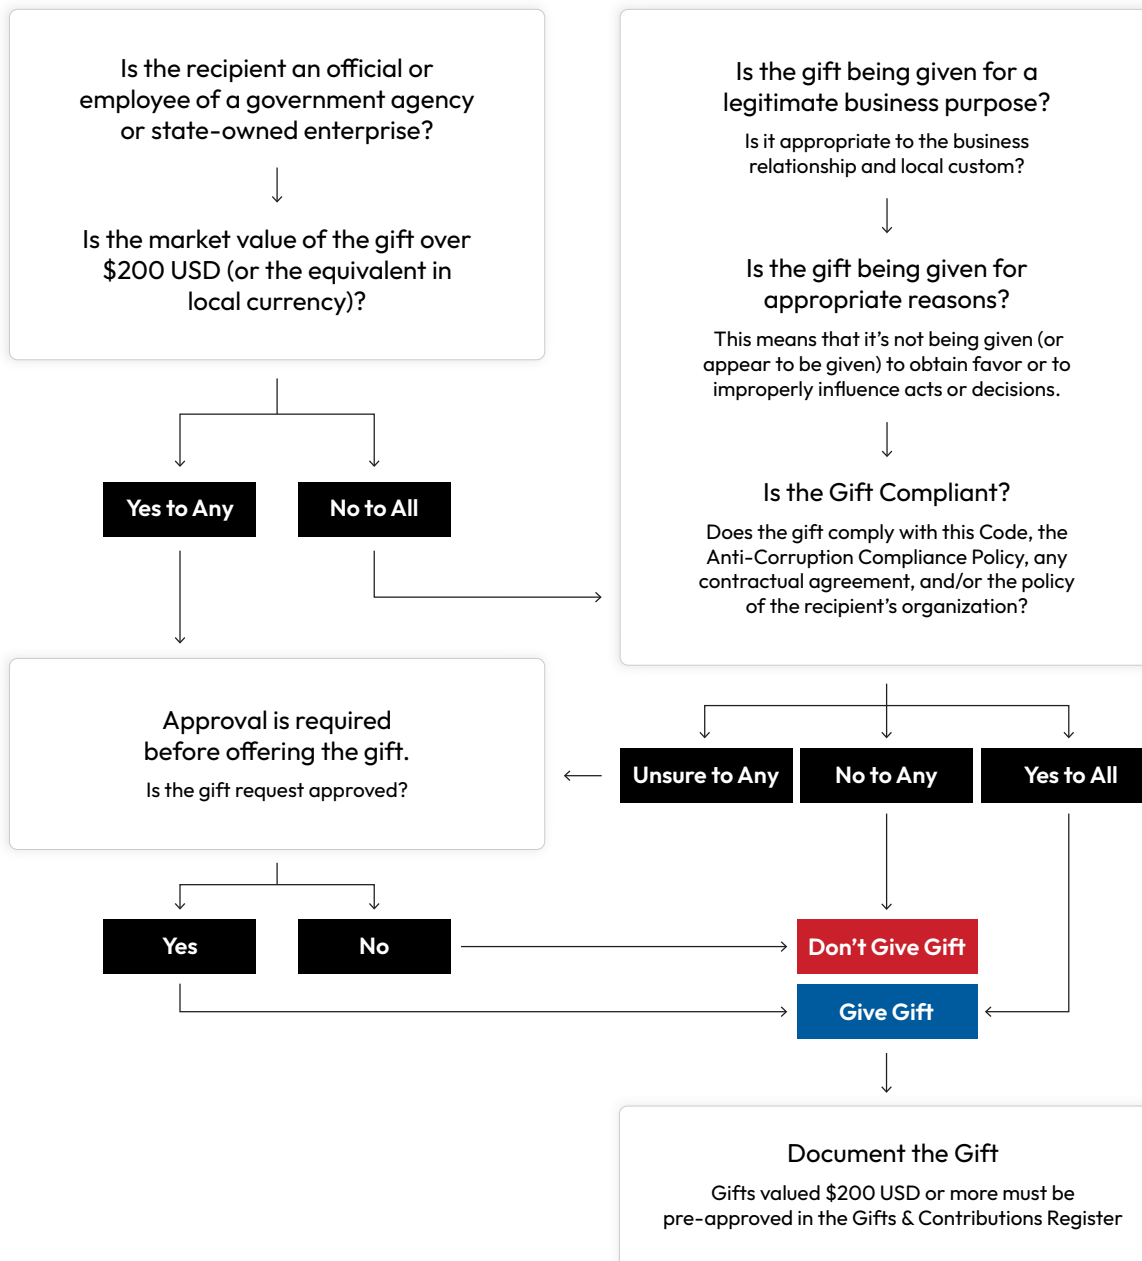 Is the recipient an official or
employee of a government agency
or state-owned enterprise?
Is the market value of the gift over
$200 USD (or the equivalent in
local currency)?
Yes to Any
No to All
Is the gift being given for a
legitimate business purpose?
Is it appropriate to the business
relationship and local custom?
Is the gift being given for
appropriate reasons?
This means that it's not being given (or
appear to be given) to obtain favor or to
improperly influence acts or decisions.
Is the Gift Compliant?
Does the gift comply with this Code, the
Anti-Corruption Compliance Policy, any
contractual agreement, and/or the policy
of the recipient's organization?
Approval is required
before offering the gift.
Is the gift request approved?
Unsure to Any
No to Any
Yes to All
Yes
No
Don't Give Gift
Give Gift
Document the Gift
Gifts valued $200 USD or more must be
pre-approved in the Gifts & Contributions Register